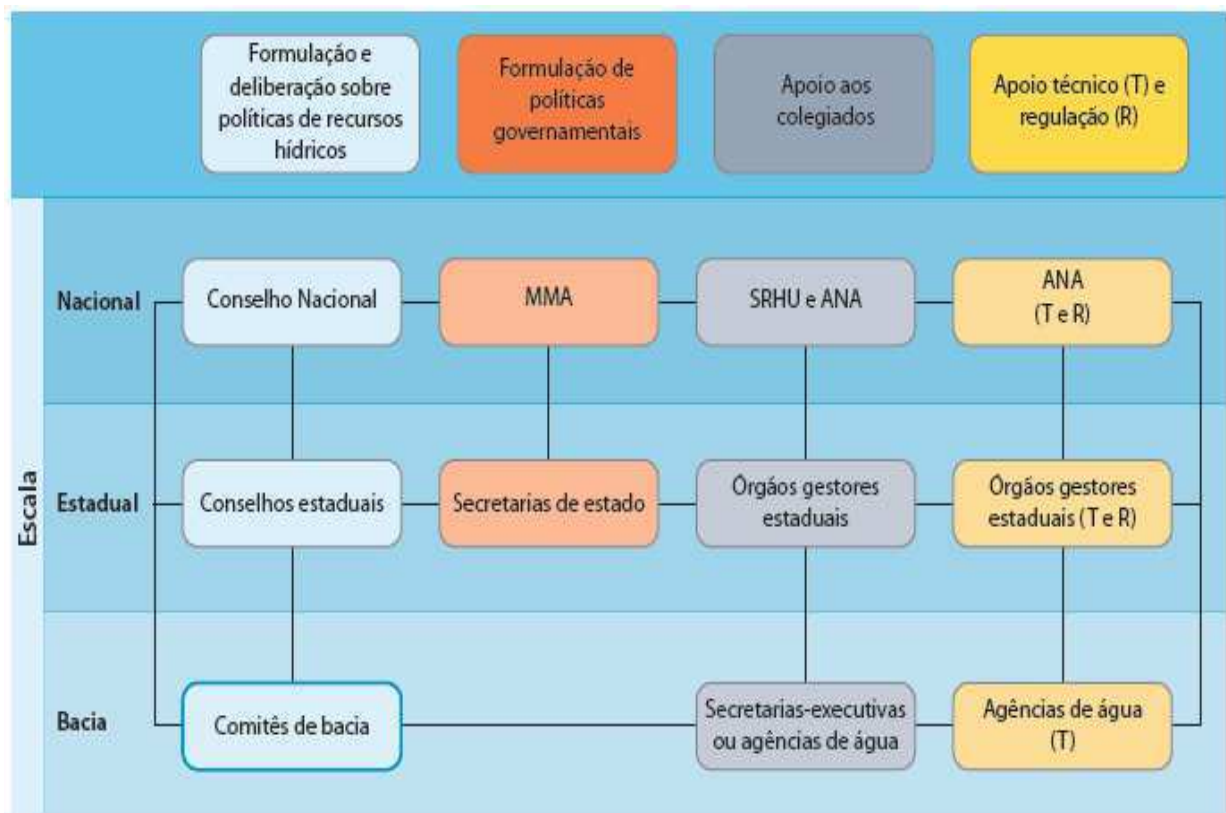 Formulação e
deliberação sobre
políticas de recursos
hídricos
Formulação de
políticas
governamentais
Apoio aos
colegiados
Apoio técnico (T) e
regulação (R)
Escala
Nacional
Conselho Nacional
MMA
SRHU e ANA
ANA
(T e R)
Estadual
Conselhos estaduais
Secretarias de estado
Órgãos gestores
estaduais
Órgãos gestores
estaduais (T e R)
Bacia
Comitês de bacia
Secretarias-executivas
ou agências de água
Agências de água
(T)